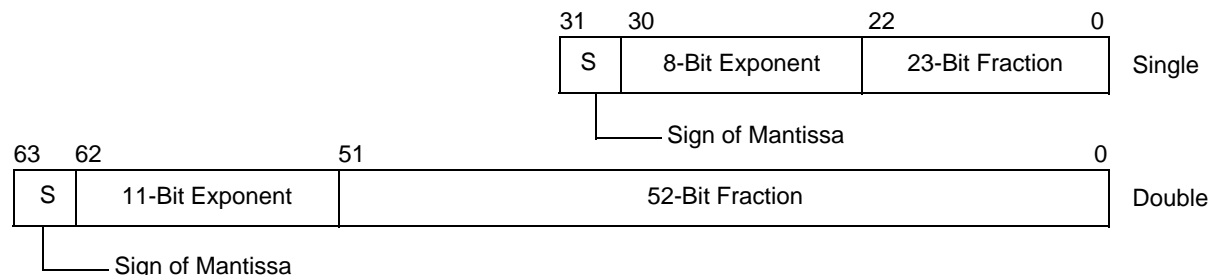 31 30 22 0
S 8-Bit Exponent 23-Bit Fraction Single
Sign of Mantissa
63 62 51 0
S 11-Bit Exponent 52-Bit Fraction Double
Sign of Mantissa